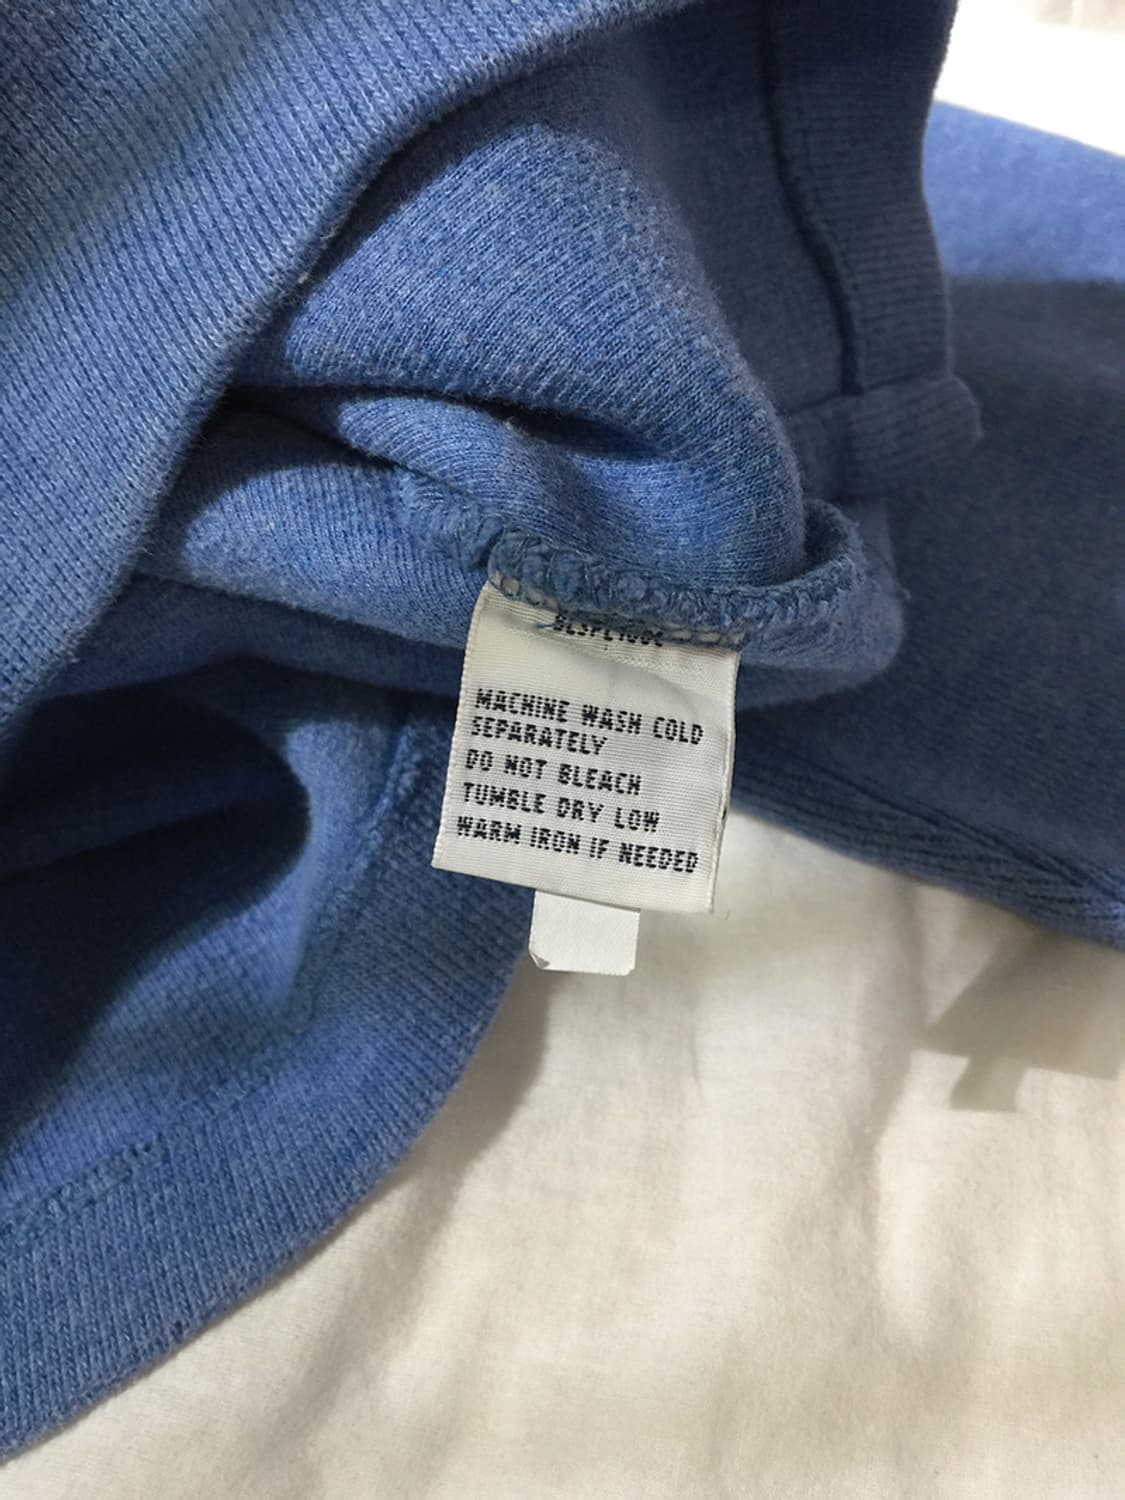 MACHINE WASH COLD
SEPARATELY
DO NOT BLEACH
TUMBLE DRY LOW
WARM IRON IF NEEDED